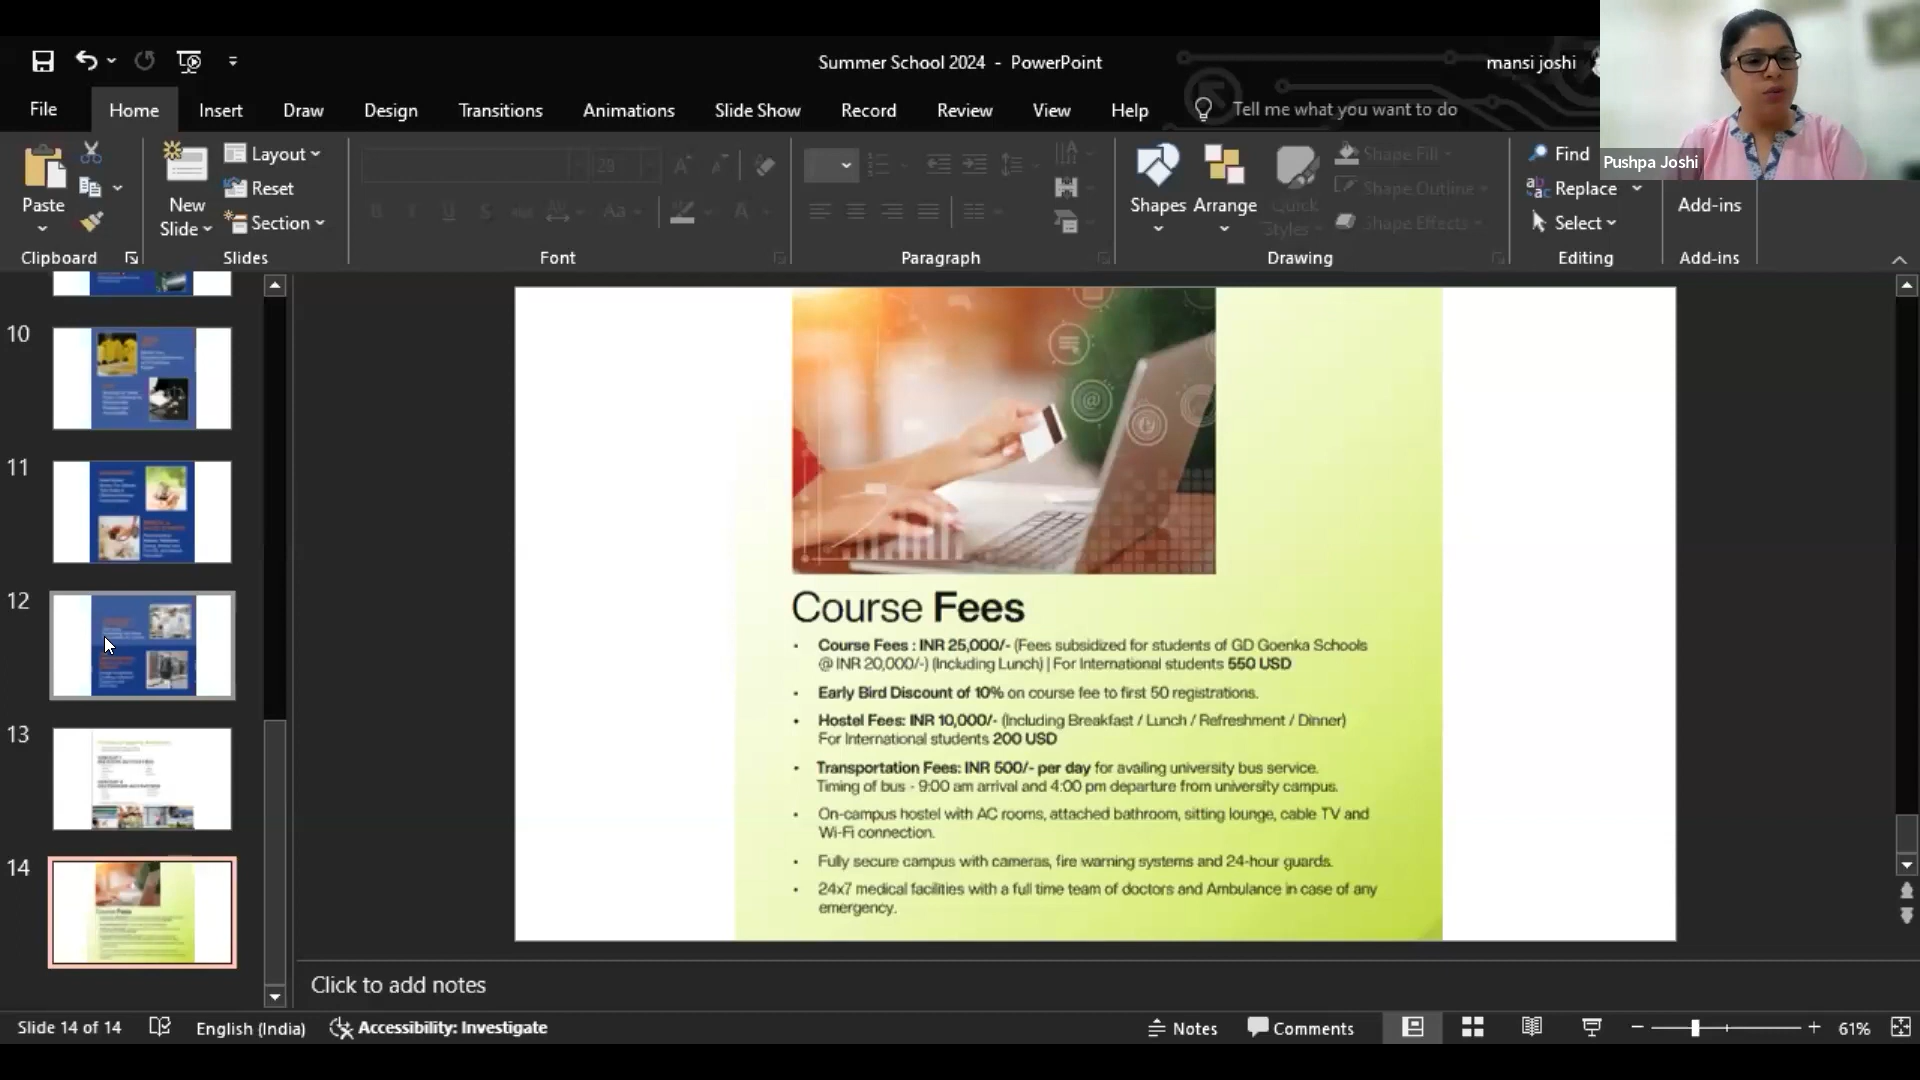 Summer School 2024 - PowerPoint
mansi joshi
File Home Insert Draw Design Transitions Animations Slide Show Record Review View Help Tell me what you want to do
Pushpa Joshi
Paste
New
Slide
Layout
Reset
Section
28
Aa
Shapes
Arrange
Quick
Styles
Shape Fill
Shape Outline
Shape Effects
Find
Replace
Select
Add-ins
Clipboard Slides Font Paragraph Drawing Editing Add-ins
10
11
12
13
14
Course Fees
• Course Fees : INR 25,000/- (Fees subsidized for students of GD Goenka Schools
@ INR 20,000/-) (Including Lunch) | For International students 550 USD
• Early Bird Discount of 10% on course fee to first 50 registrations.
• Hostel Fees: INR 10,000/- (Including Breakfast / Lunch / Refreshment / Dinner)
For International students 200 USD
• Transportation Fees: INR 500/- per day for availing university bus service.
Timing of bus - 9:00 am arrival and 4:00 pm departure from university campus.
• On-campus hostel with AC rooms, attached bathroom, sitting lounge, cable TV and
Wi-Fi connection.
• Fully secure campus with cameras, fire warning systems and 24-hour guards.
• 24x7 medical facilities with a full time team of doctors and Ambulance in case of any
emergency.
Click to add notes
Slide 14 of 14 English (India) Accessibility: Investigate Notes Comments 61%